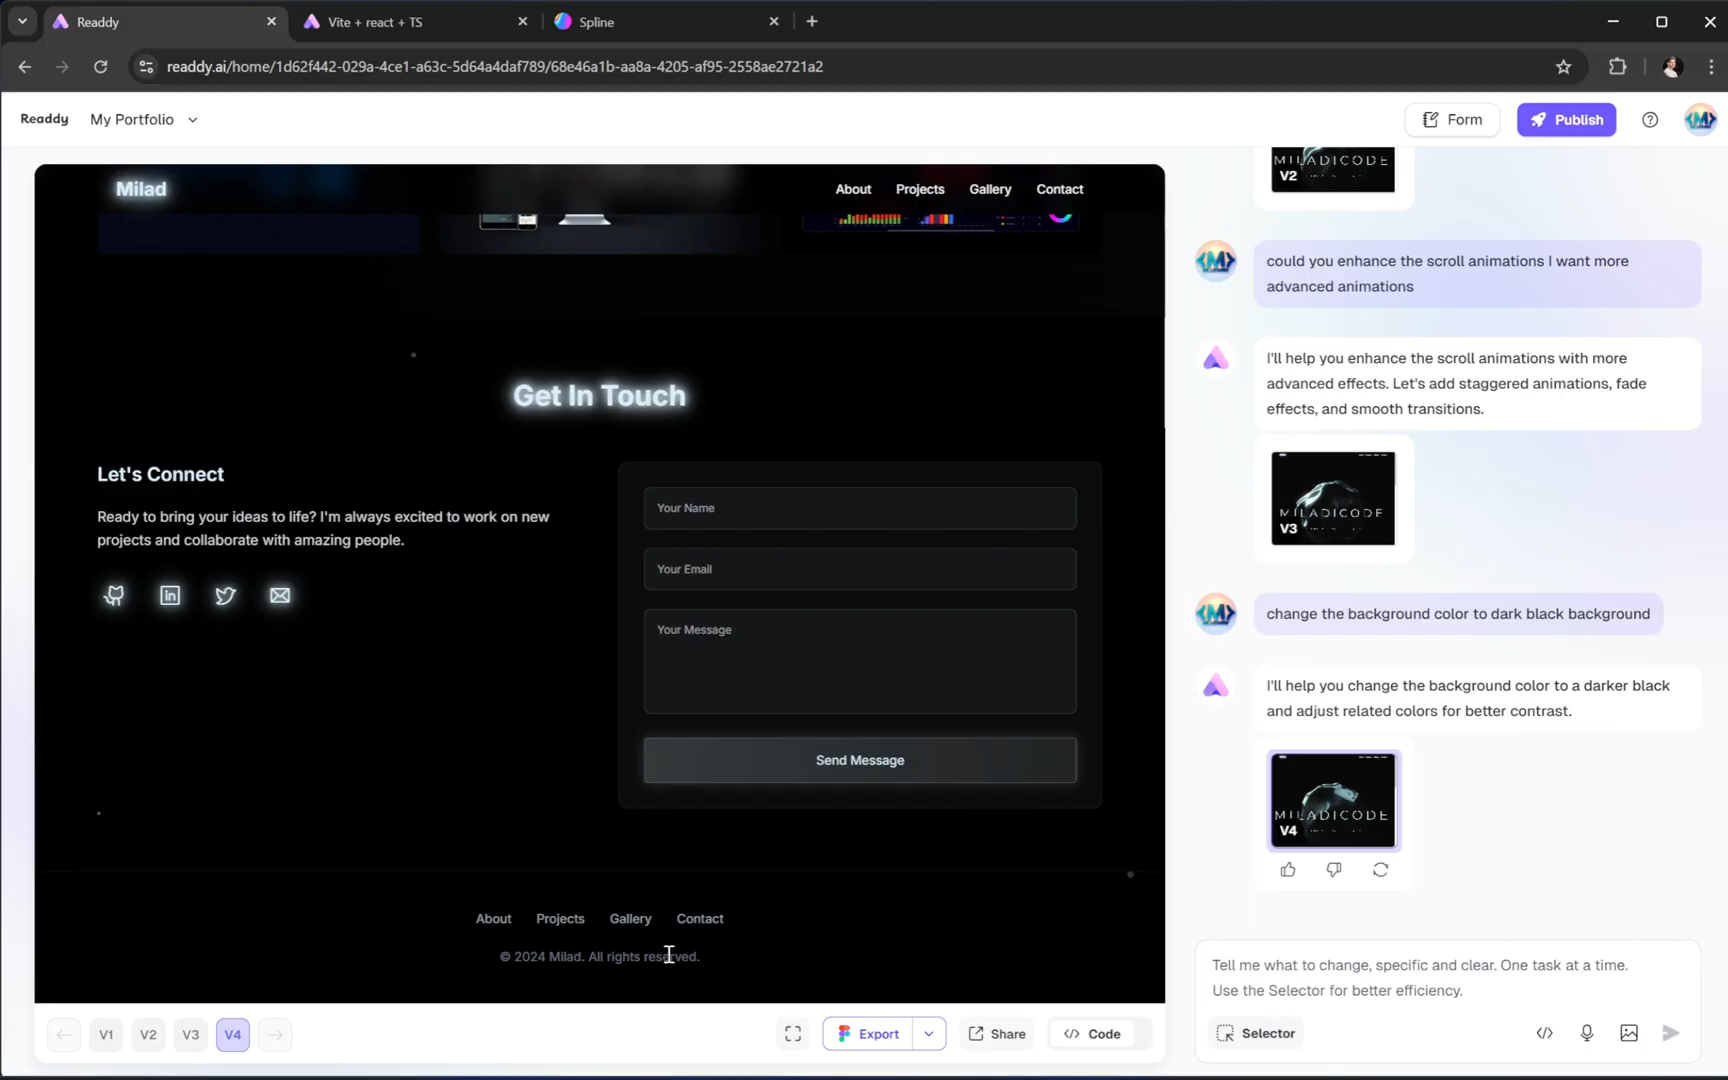 Readdy
Vite + react + TS
Spline
readdy.ai/home/1d62f442-029a-4ce1-a63c-5d64a4daf789/68e46a1b-aa8a-4205-af95-2558ae2721a2
Readdy
My Portfolio
Form
Publish
<M>
Milad
About
Projects
Gallery
Contact
Get In Touch
Let's Connect
Ready to bring your ideas to life? I'm always excited to work on new
projects and collaborate with amazing people.
in
Your Name
Your Email
Your Message
Send Message
About
Projects
Gallery
Contact
© 2024 Milad. All rights reserved.
V1
V2
V3
V4
Export
Share
</> Code
MILADICODE
V2
<M>
could you enhance the scroll animations I want more
advanced animations
I'll help you enhance the scroll animations with more
advanced effects. Let's add staggered animations, fade
effects, and smooth transitions.
MILADICODE
V3
<M>
change the background color to dark black background
I'll help you change the background color to a darker black
and adjust related colors for better contrast.
MILADICODE
V4
Tell me what to change, specific and clear. One task at a time.
Use the Selector for better efficiency.
Selector